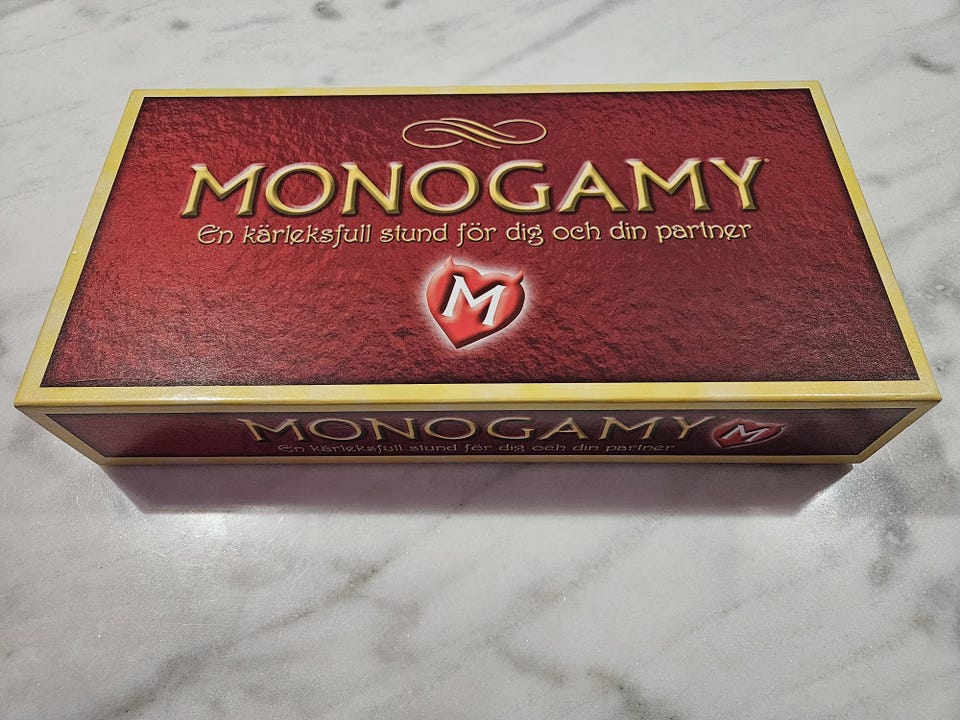 MONOGAMY
En kärleksfull stund för dig och din partner
M
MONOGAMY M
En kärleksfull stund för dig och din partner